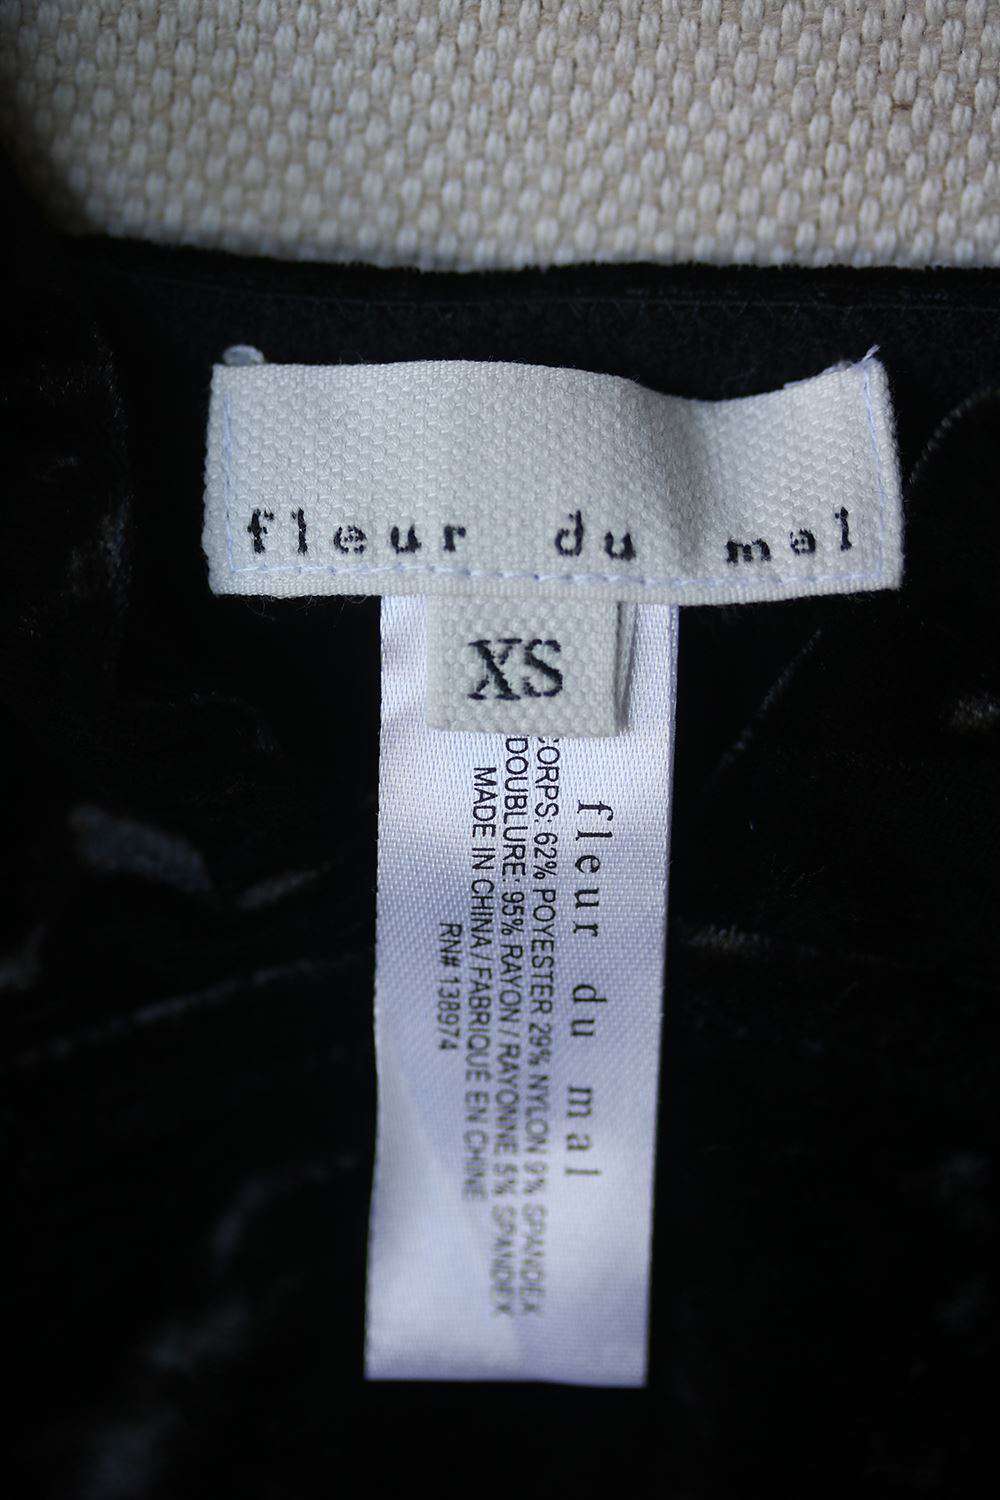 fleur du mal
XS
fleur du mal
CORPS: 62% POYESTER 29% NYLON 9% SPANDEX
DOUBLURE: 95% RAYON / RAYONNE 5% SPANDEX
MADE IN CHINA / FABRIQUÉ EN CHINE
RN# 138974